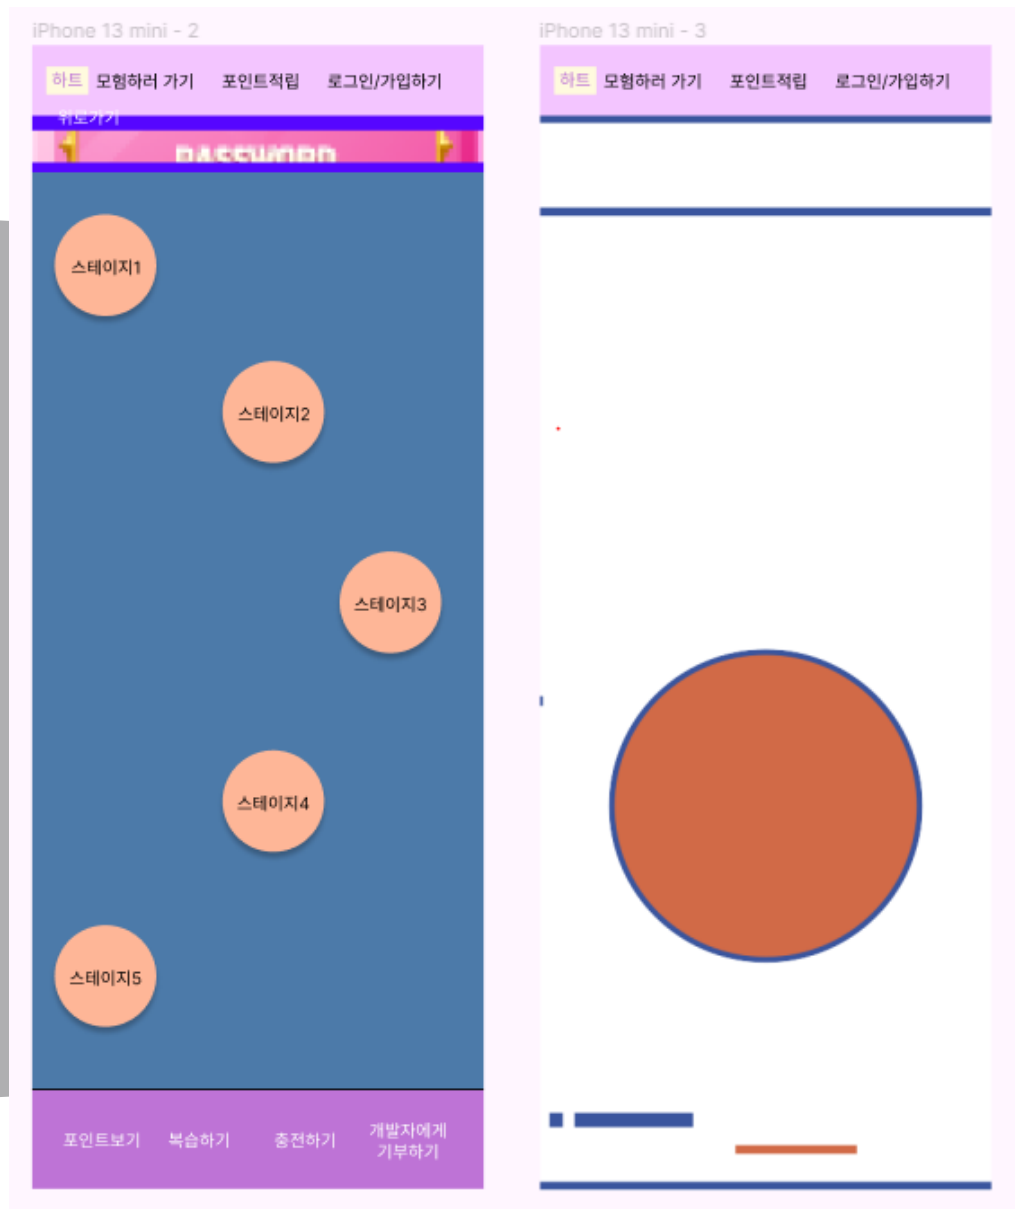 iPhone 13 mini - 2
하트 모험하러 가기 포인트적립 로그인/가입하기
위로가기
PASSWORD
스테이지1
스테이지2
스테이지3
스테이지4
스테이지5
포인트보기 복습하기 충전하기 개발자에게
기부하기
iPhone 13 mini - 3
하트 모험하러 가기 포인트적립 로그인/가입하기